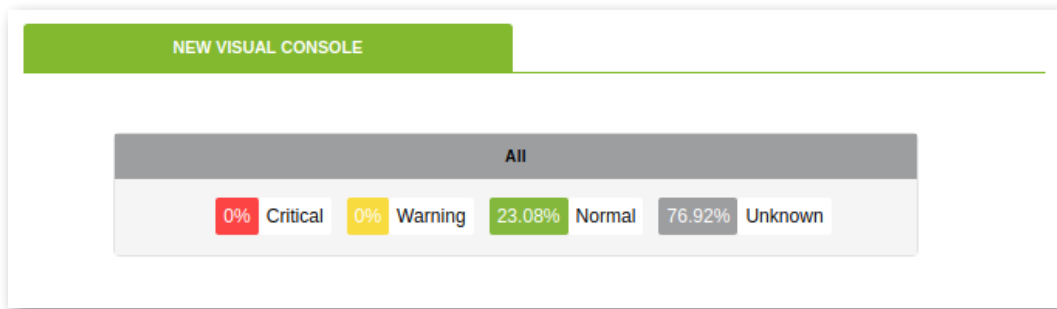 NEW VISUAL CONSOLE
All
0% Critical 0% Warning 23.08% Normal 76.92% Unknown